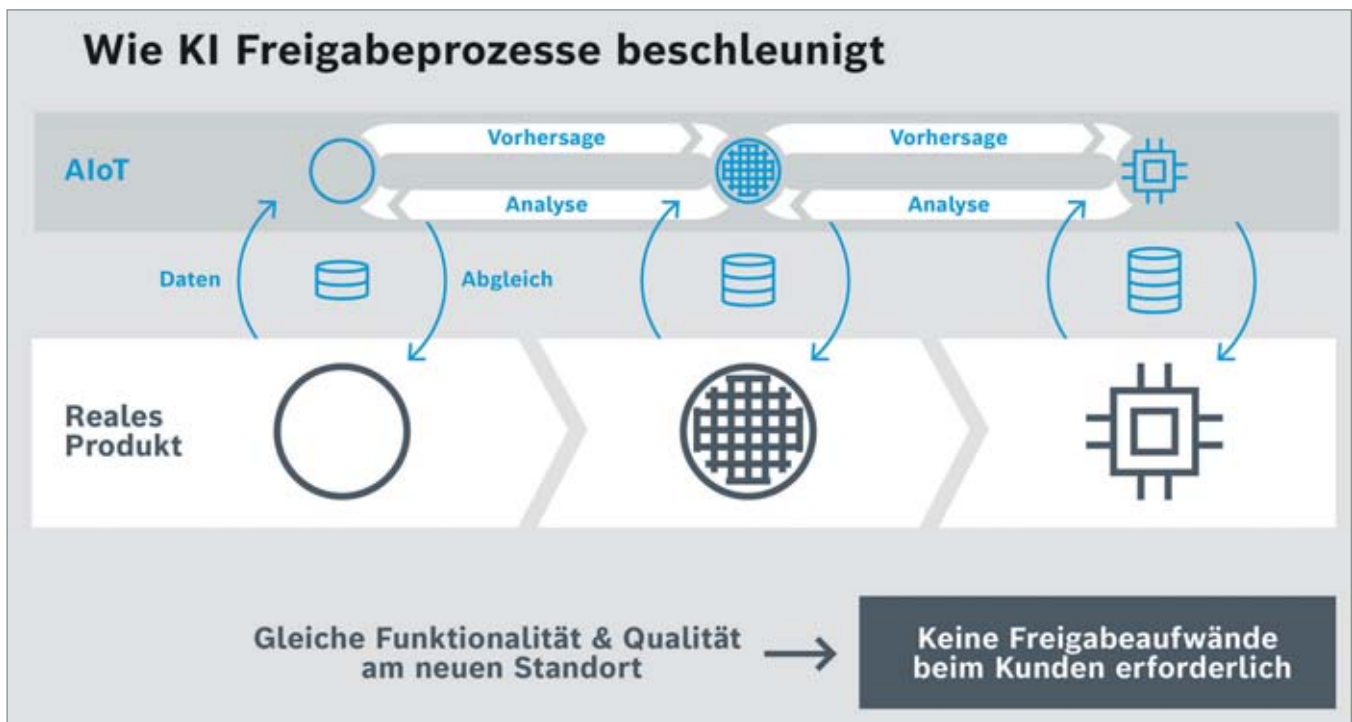 Wie KI Freigabeprozesse beschleunigt
Vorhersage
Vorhersage
AIoT
Analyse
Analyse
Daten
Abgleich
Reales
Produkt
Gleiche Funktionalität & Qualität
am neuen Standort
Keine Freigabeaufwände
beim Kunden erforderlich